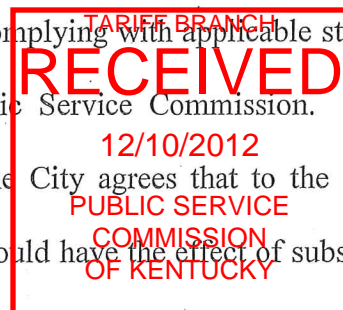 TARIFF BRANCH
omplying with applicable st
RECEIVED
ic Service Commission.
12/10/2012
e City agrees that to the
PUBLIC SERVICE
COMMISSION
ould have the effect of subs
OF KENTUCKY